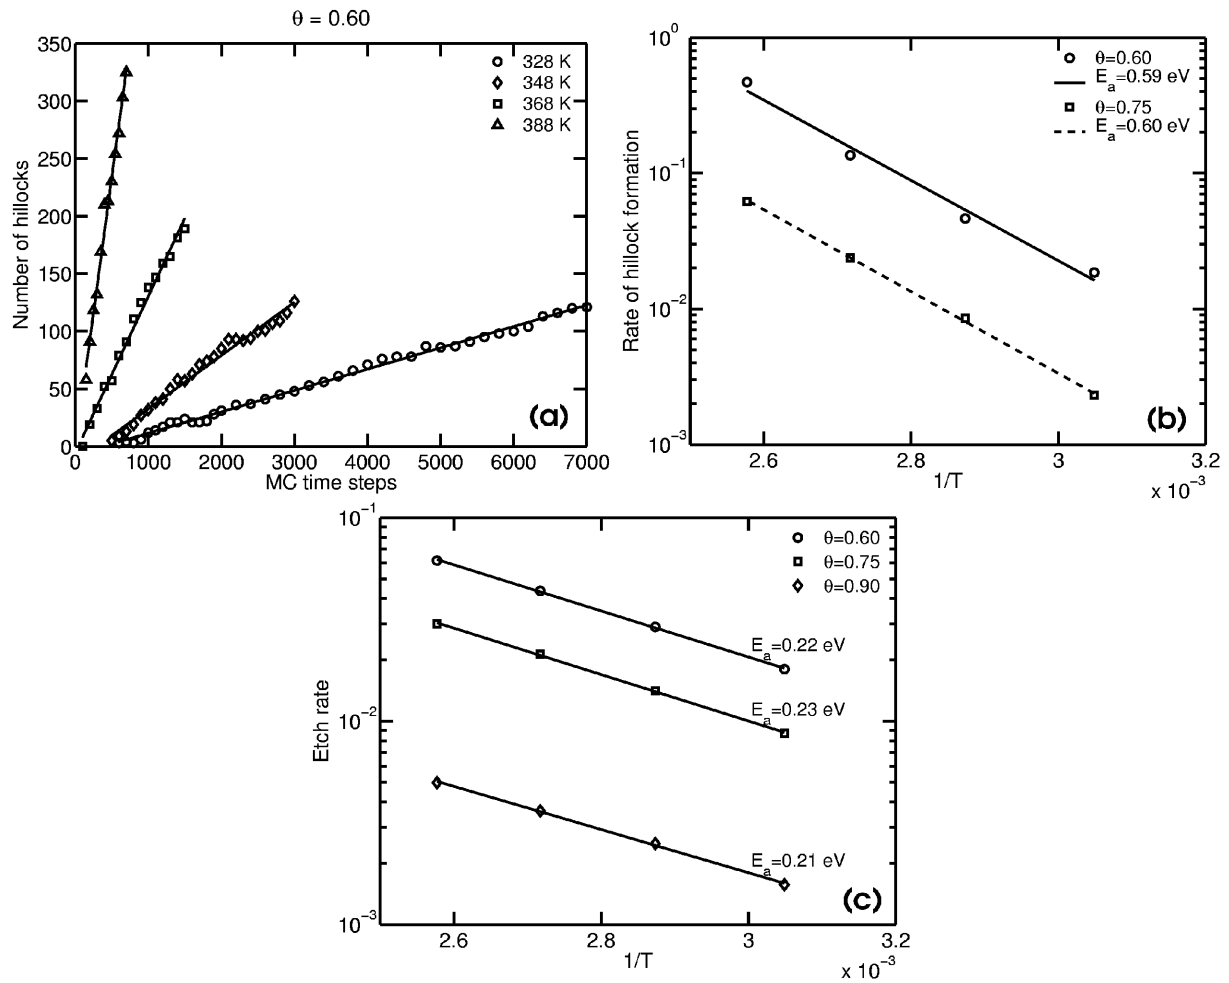 θ = 0.60
350
300
250
200
150
100
50
0
Number of hillocks
328 K
348 K
368 K
388 K
(a)
0 1000 2000 3000 4000 5000 6000 7000
MC time steps
10^0
10^−1
10^−2
10^−3
Rate of hillock formation
θ=0.60
E_a=0.59 eV
θ=0.75
E_a=0.60 eV
(b)
2.6 2.8 3 3.2
1/T
x 10^−3
10^−1
10^−2
10^−3
Etch rate
θ=0.60
θ=0.75
θ=0.90
E_a=0.22 eV
E_a=0.23 eV
E_a=0.21 eV
(c)
2.6 2.8 3 3.2
1/T
x 10^−3